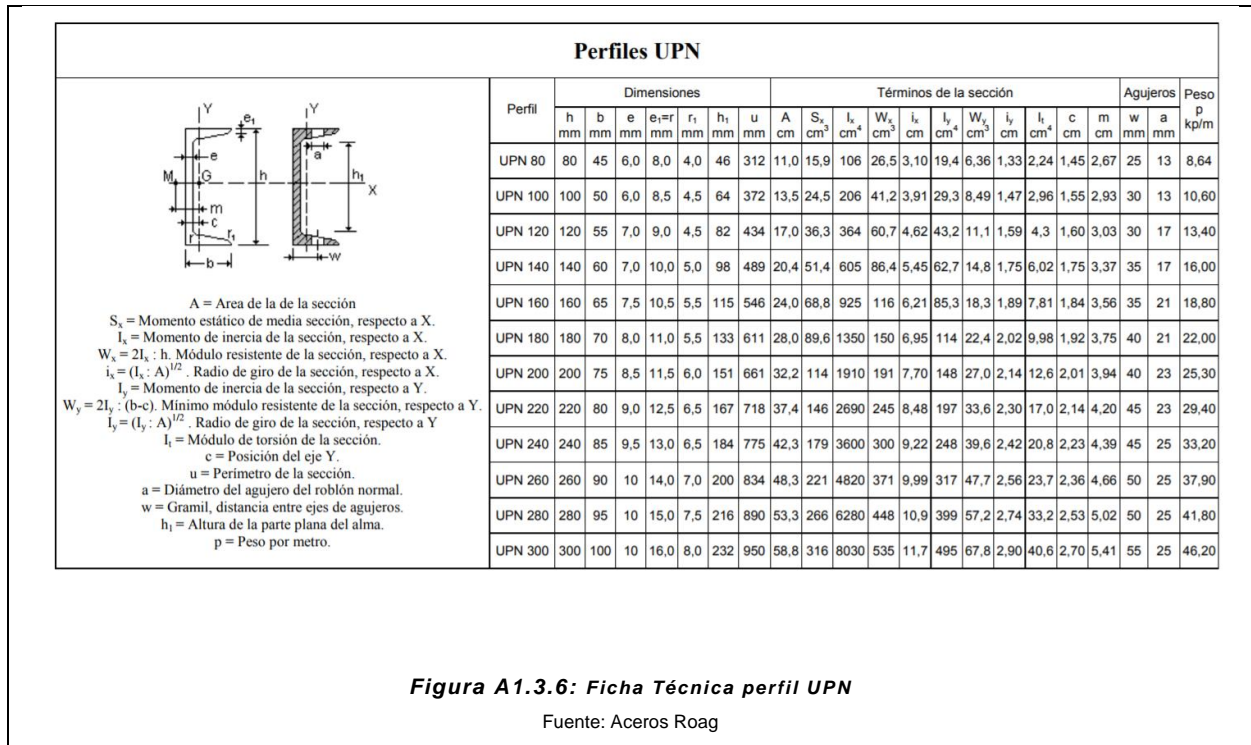 Perfiles UPN
Y
Y
e₁
e
a
M
G
h
h₁
X
m
c
r
r₁
b
w
A = Area de la de la sección
Sₓ = Momento estático de media sección, respecto a X.
Iₓ = Momento de inercia de la sección, respecto a X.
Wₓ = 2Iₓ : h. Módulo resistente de la sección, respecto a X.
iₓ = (Iₓ : A)^1/2 . Radio de giro de la sección, respecto a X.
I_y = Momento de inercia de la sección, respecto a Y.
W_y = 2I_y : (b-c). Mínimo módulo resistente de la sección, respecto a Y.
I_y = (I_y : A)^1/2 . Radio de giro de la sección, respecto a Y
I_t = Módulo de torsión de la sección.
c = Posición del eje Y.
u = Perímetro de la sección.
a = Diámetro del agujero del roblón normal.
w = Gramil, distancia entre ejes de agujeros.
h₁ = Altura de la parte plana del alma.
p = Peso por metro.
Perfil Dimensiones Términos de la sección Agujeros Peso
h b e e₁=r r₁ h₁ u A Sₓ Iₓ Wₓ iₓ I_y W_y i_y I_t c m w a p
mm mm mm mm mm mm mm cm cm³ cm⁴ cm³ cm cm⁴ cm³ cm cm⁴ cm cm mm mm kp/m
UPN 80 80 45 6,0 8,0 4,0 46 312 11,0 15,9 106 26,5 3,10 19,4 6,36 1,33 2,24 1,45 2,67 25 13 8,64
UPN 100 100 50 6,0 8,5 4,5 64 372 13,5 24,5 206 41,2 3,91 29,3 8,49 1,47 2,96 1,55 2,93 30 13 10,60
UPN 120 120 55 7,0 9,0 4,5 82 434 17,0 36,3 364 60,7 4,62 43,2 11,1 1,59 4,3 1,60 3,03 30 17 13,40
UPN 140 140 60 7,0 10,0 5,0 98 489 20,4 51,4 605 86,4 5,45 62,7 14,8 1,75 6,02 1,75 3,37 35 17 16,00
UPN 160 160 65 7,5 10,5 5,5 115 546 24,0 68,8 925 116 6,21 85,3 18,3 1,89 7,81 1,84 3,56 35 21 18,80
UPN 180 180 70 8,0 11,0 5,5 133 611 28,0 89,6 1350 150 6,95 114 22,4 2,02 9,98 1,92 3,75 40 21 22,00
UPN 200 200 75 8,5 11,5 6,0 151 661 32,2 114 1910 191 7,70 148 27,0 2,14 12,6 2,01 3,94 40 23 25,30
UPN 220 220 80 9,0 12,5 6,5 167 718 37,4 146 2690 245 8,48 197 33,6 2,30 17,0 2,14 4,20 45 23 29,40
UPN 240 240 85 9,5 13,0 6,5 184 775 42,3 179 3600 300 9,22 248 39,6 2,42 20,8 2,23 4,39 45 25 33,20
UPN 260 260 90 10 14,0 7,0 200 834 48,3 221 4820 371 9,99 317 47,7 2,56 23,7 2,36 4,66 50 25 37,90
UPN 280 280 95 10 15,0 7,5 216 890 53,3 266 6280 448 10,9 399 57,2 2,74 33,2 2,53 5,02 50 25 41,80
UPN 300 300 100 10 16,0 8,0 232 950 58,8 316 8030 535 11,7 495 67,8 2,90 40,6 2,70 5,41 55 25 46,20
Figura A1.3.6: Ficha Técnica perfil UPN
Fuente: Aceros Roag